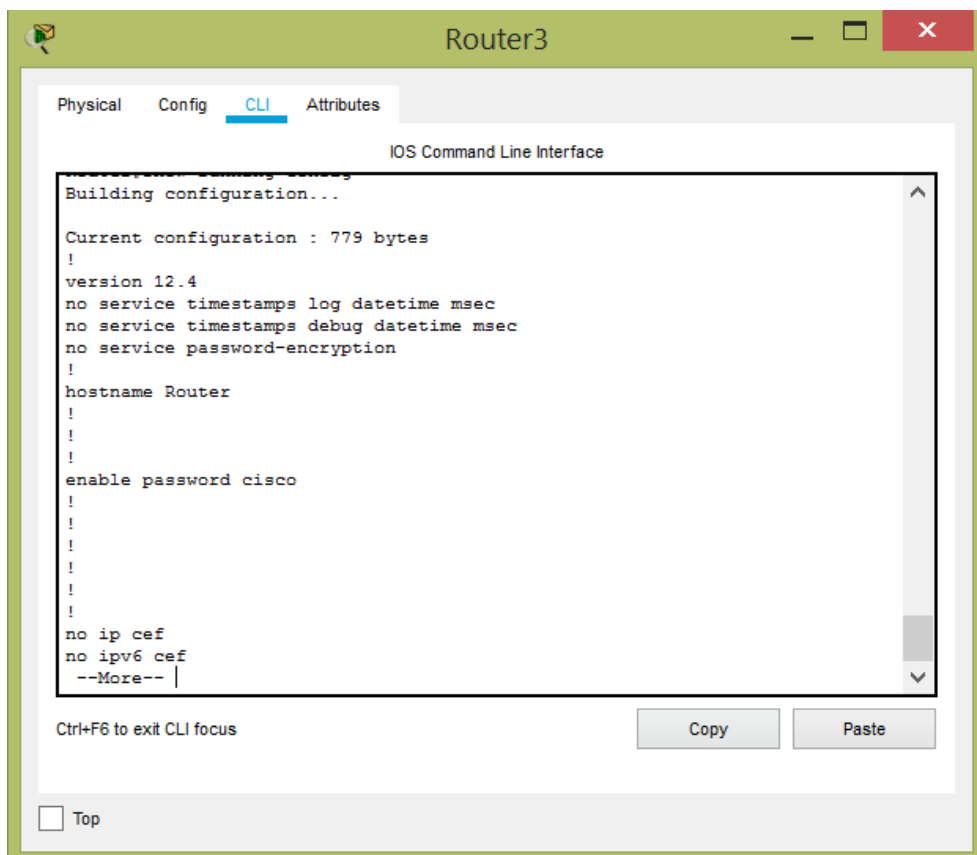 Router3
Physical Config CLI Attributes
IOS Command Line Interface
Building configuration...
Current configuration : 779 bytes
!
version 12.4
no service timestamps log datetime msec
no service timestamps debug datetime msec
no service password-encryption
!
hostname Router
!
!
!
enable password cisco
!
!
!
!
!
!
no ip cef
no ipv6 cef
--More--
Ctrl+F6 to exit CLI focus
Copy Paste
Top